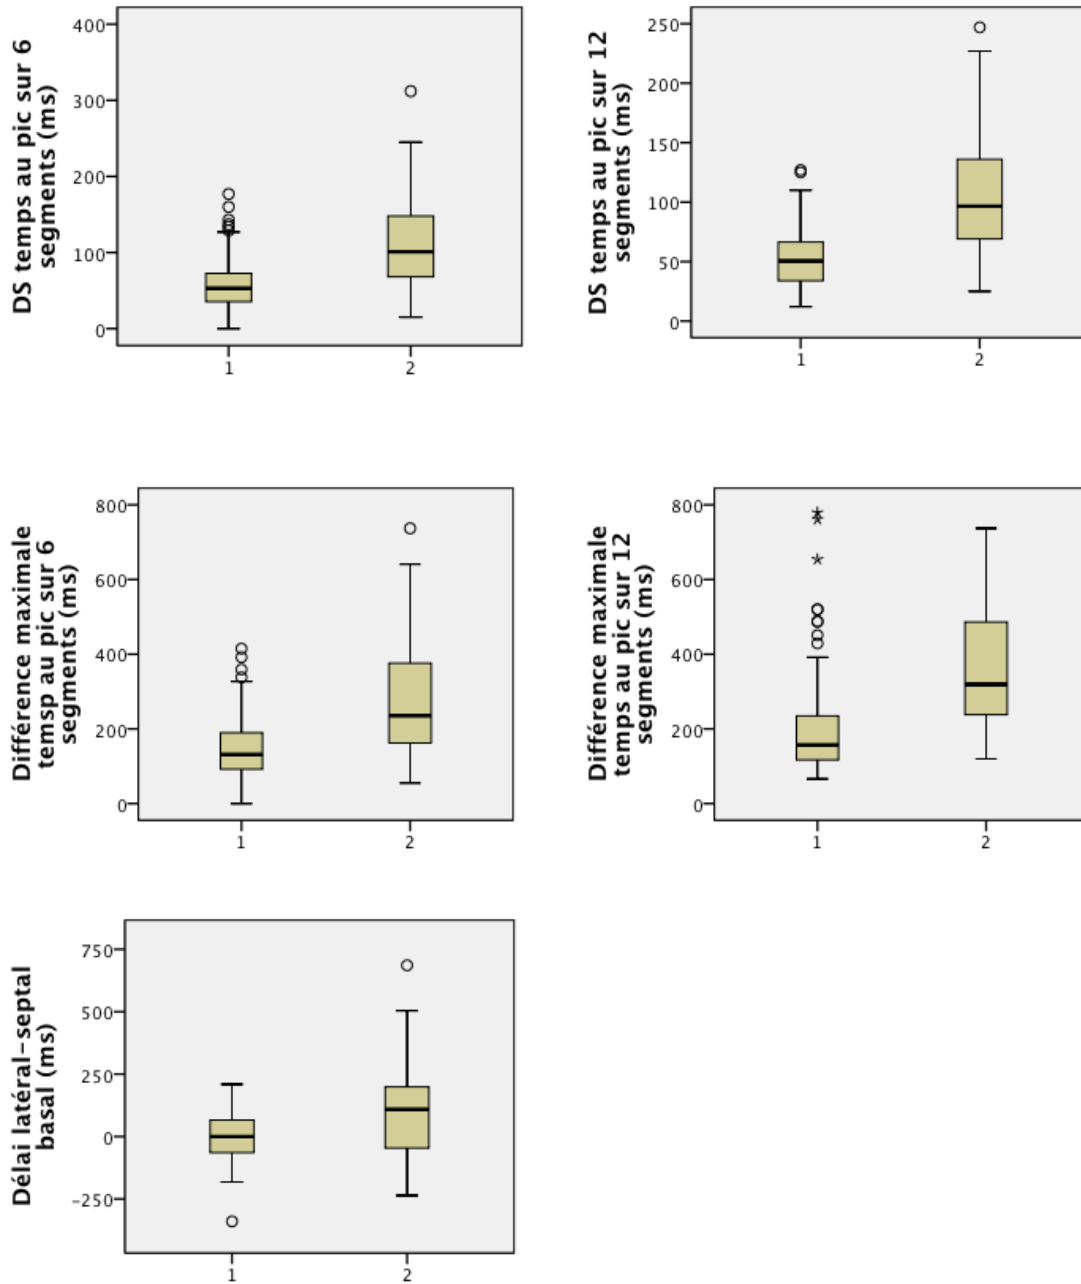 DS temps au pic sur 6
segments (ms)
400
300
200
100
0
1 2
DS temps au pic sur 12
segments (ms)
250
200
150
100
50
0
1 2
Différence maximale
temsp au pic sur 6
segments (ms)
800
600
400
200
0
1 2
Différence maximale
temps au pic sur 12
segments (ms)
800
600
400
200
0
1 2
Délai latéral-septal
basal (ms)
750
500
250
0
-250
1 2